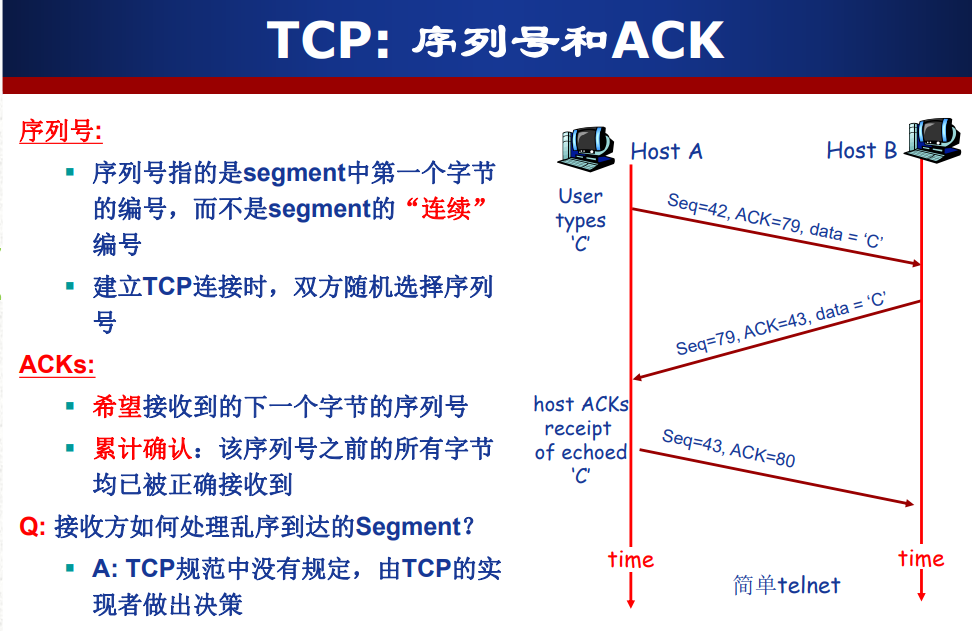 TCP: 序列号和ACK
序列号:
▪ 序列号指的是segment中第一个字节
的编号，而不是segment的“连续”
编号
▪ 建立TCP连接时，双方随机选择序列
号
ACKs:
▪ 希望接收到的下一个字节的序列号
▪ 累计确认：该序列号之前的所有字节
均已被正确接收到
Q: 接收方如何处理乱序到达的Segment？
▪ A: TCP规范中没有规定，由TCP的实
现者做出决策
Host A
Host B
User
types
‘C’
Seq=42, ACK=79, data = ‘C’
Seq=79, ACK=43, data = ‘C’
host ACKs
receipt
of echoed
‘C’
Seq=43, ACK=80
time
time
简单telnet